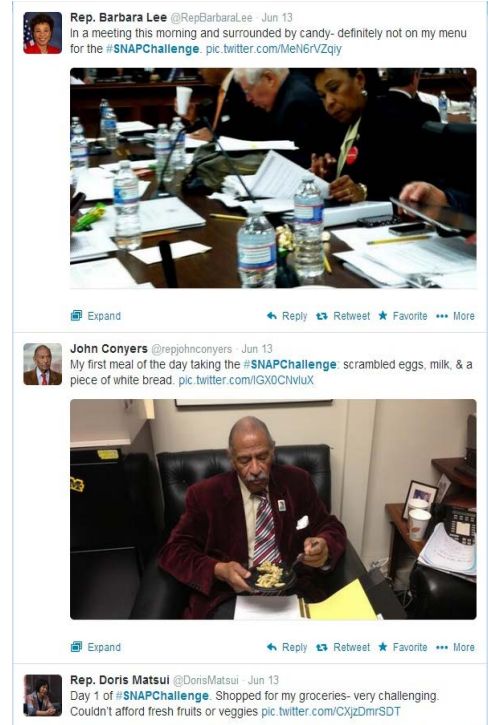 Rep. Barbara Lee @RepBarbaraLee · Jun 13
In a meeting this morning and surrounded by candy- definitely not on my menu
for the #SNAPChallenge. pic.twitter.com/MeN6rVZqiy
Expand Reply Retweet Favorite More
John Conyers @repjohnconyers · Jun 13
My first meal of the day taking the #SNAPChallenge: scrambled eggs, milk, & a
piece of white bread. pic.twitter.com/IGX0CNvluX
Expand Reply Retweet Favorite More
Rep. Doris Matsui @DorisMatsui · Jun 13
Day 1 of #SNAPChallenge. Shopped for my groceries- very challenging.
Couldn't afford fresh fruits or veggies pic.twitter.com/CXjzDmrSDT